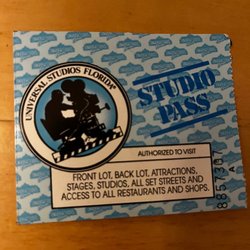 UNIVERSAL STUDIOS FLORIDA
STUDIO
PASS
AUTHORIZED TO VISIT
FRONT LOT, BACK LOT, ATTRACTIONS,
STAGES, STUDIOS, ALL SET STREETS AND
ACCESS TO ALL RESTAURANTS AND SHOPS.
8857307
A